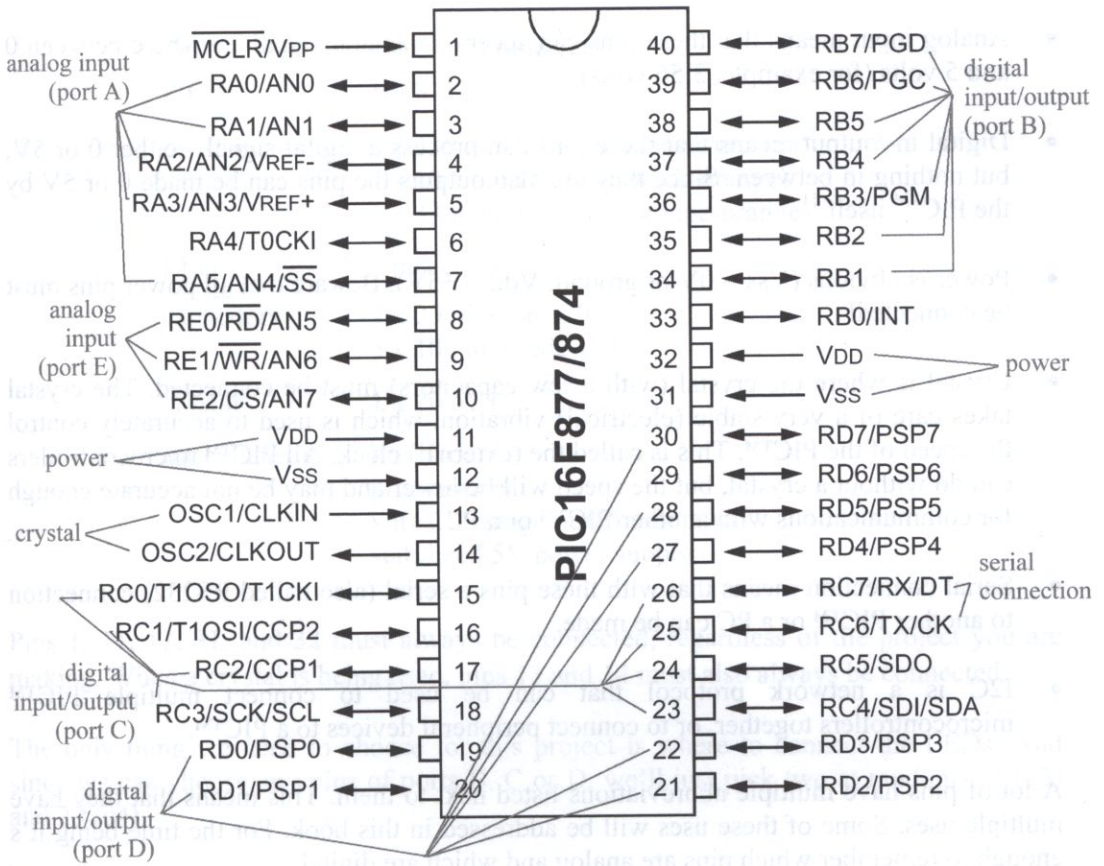 analog input
(port A)
MCLR/VPP 1
RA0/AN0 2
RA1/AN1 3
RA2/AN2/VREF- 4
RA3/AN3/VREF+ 5
RA4/T0CKI 6
RA5/AN4/SS 7
analog
input
(port E)
RE0/RD/AN5 8
RE1/WR/AN6 9
RE2/CS/AN7 10
power
VDD 11
VSS 12
crystal
OSC1/CLKIN 13
OSC2/CLKOUT 14
RC0/T1OSO/T1CKI 15
RC1/T1OSI/CCP2 16
RC2/CCP1 17
RC3/SCK/SCL 18
digital
input/output
(port C)
RD0/PSP0 19
RD1/PSP1 20
digital
input/output
(port D)
PIC16F877/874
40 RB7/PGD
39 RB6/PGC
38 RB5
37 RB4
36 RB3/PGM
35 RB2
34 RB1
33 RB0/INT
digital
input/output
(port B)
32 VDD
31 VSS
power
30 RD7/PSP7
29 RD6/PSP6
28 RD5/PSP5
27 RD4/PSP4
26 RC7/RX/DT
25 RC6/TX/CK
serial
connection
24 RC5/SDO
23 RC4/SDI/SDA
22 RD3/PSP3
21 RD2/PSP2